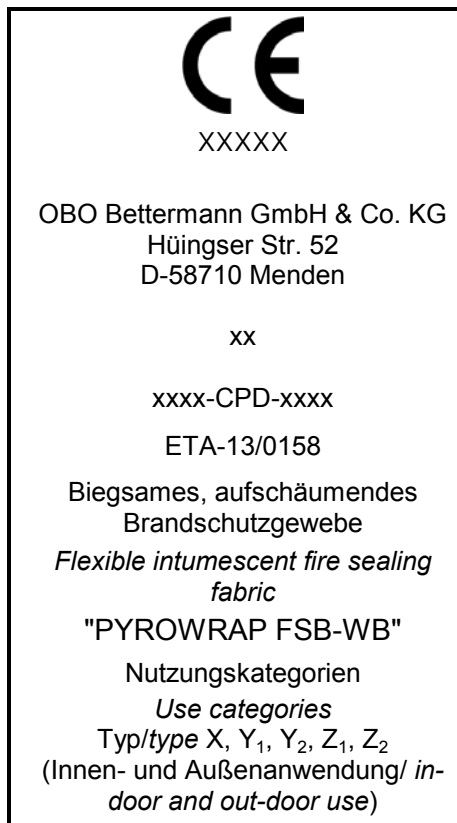 CE
XXXXX
OBO Bettermann GmbH & Co. KG
Hüingser Str. 52
D-58710 Menden
xx
xxxx-CPD-xxxx
ETA-13/0158
Biegsames, aufschäumendes
Brandschutzgewebe
Flexible intumescent fire sealing
fabric
"PYROWRAP FSB-WB"
Nutzungskategorien
Use categories
Typ/type X, Y₁, Y₂, Z₁, Z₂
(Innen- und Außenanwendung/ in-
door and out-door use)